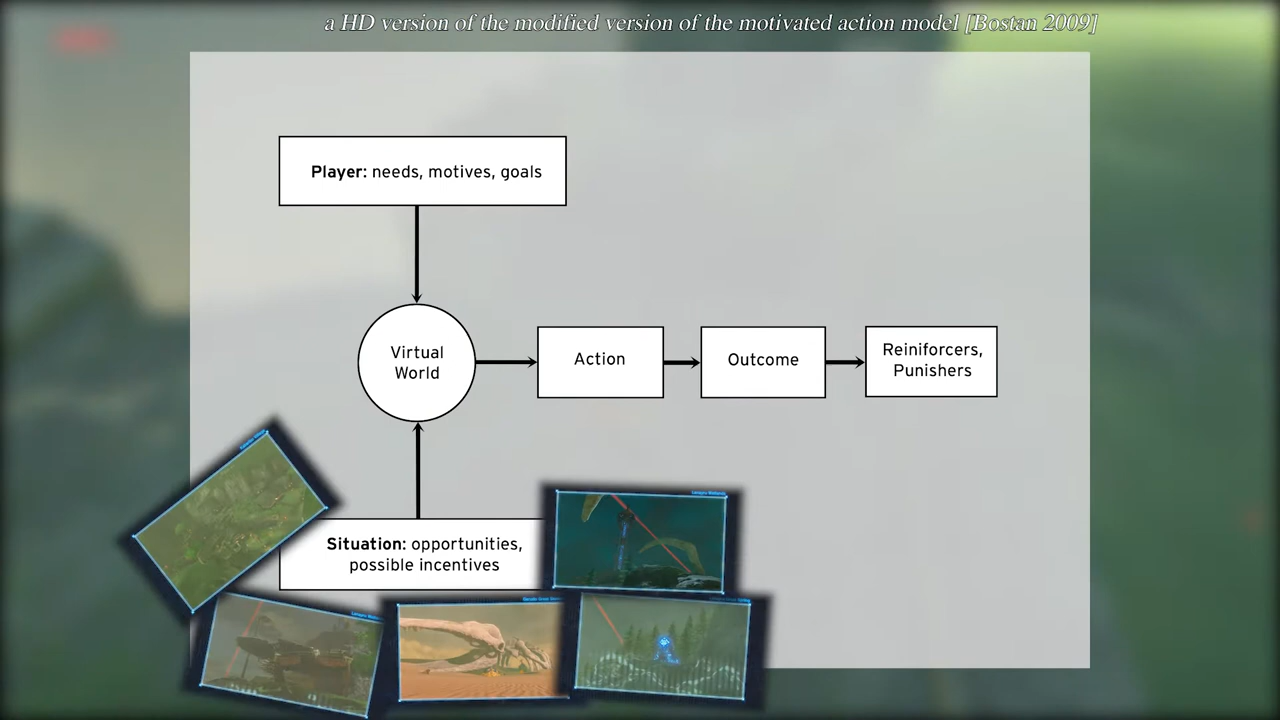 a HD version of the modified version of the motivated action model [Bostan 2009]
Player: needs, motives, goals
Virtual
World
Action
Outcome
Reiniforcers,
Punishers
Situation: opportunities,
possible incentives